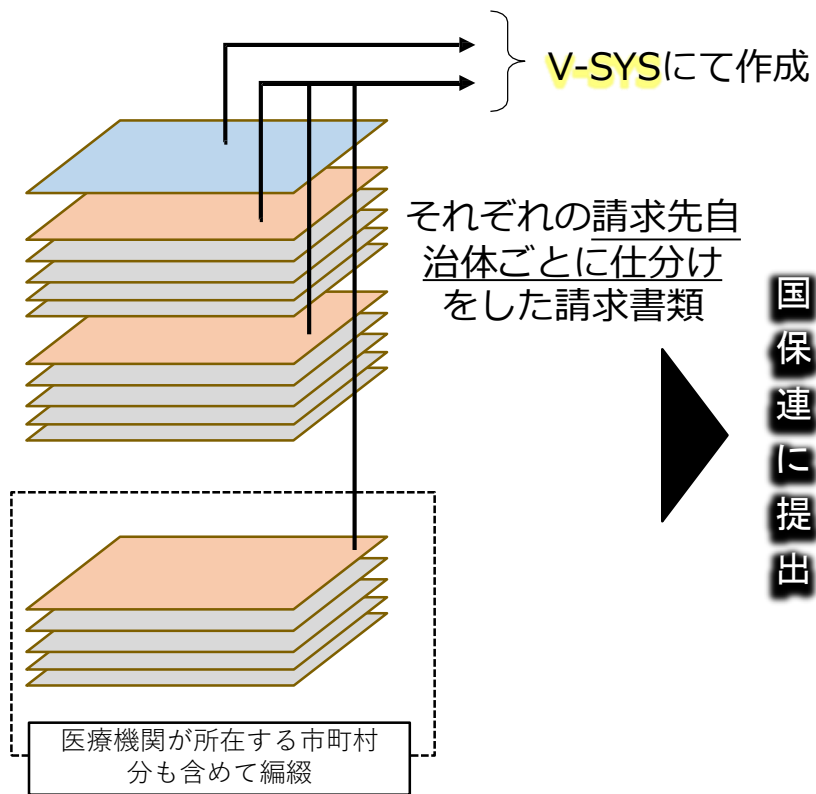 V-SYSにて作成
それぞれの請求先自
治体ごとに仕分け
をした請求書類
国
保
連
に
提
出
医療機関が所在する市町村
分も含めて編綴